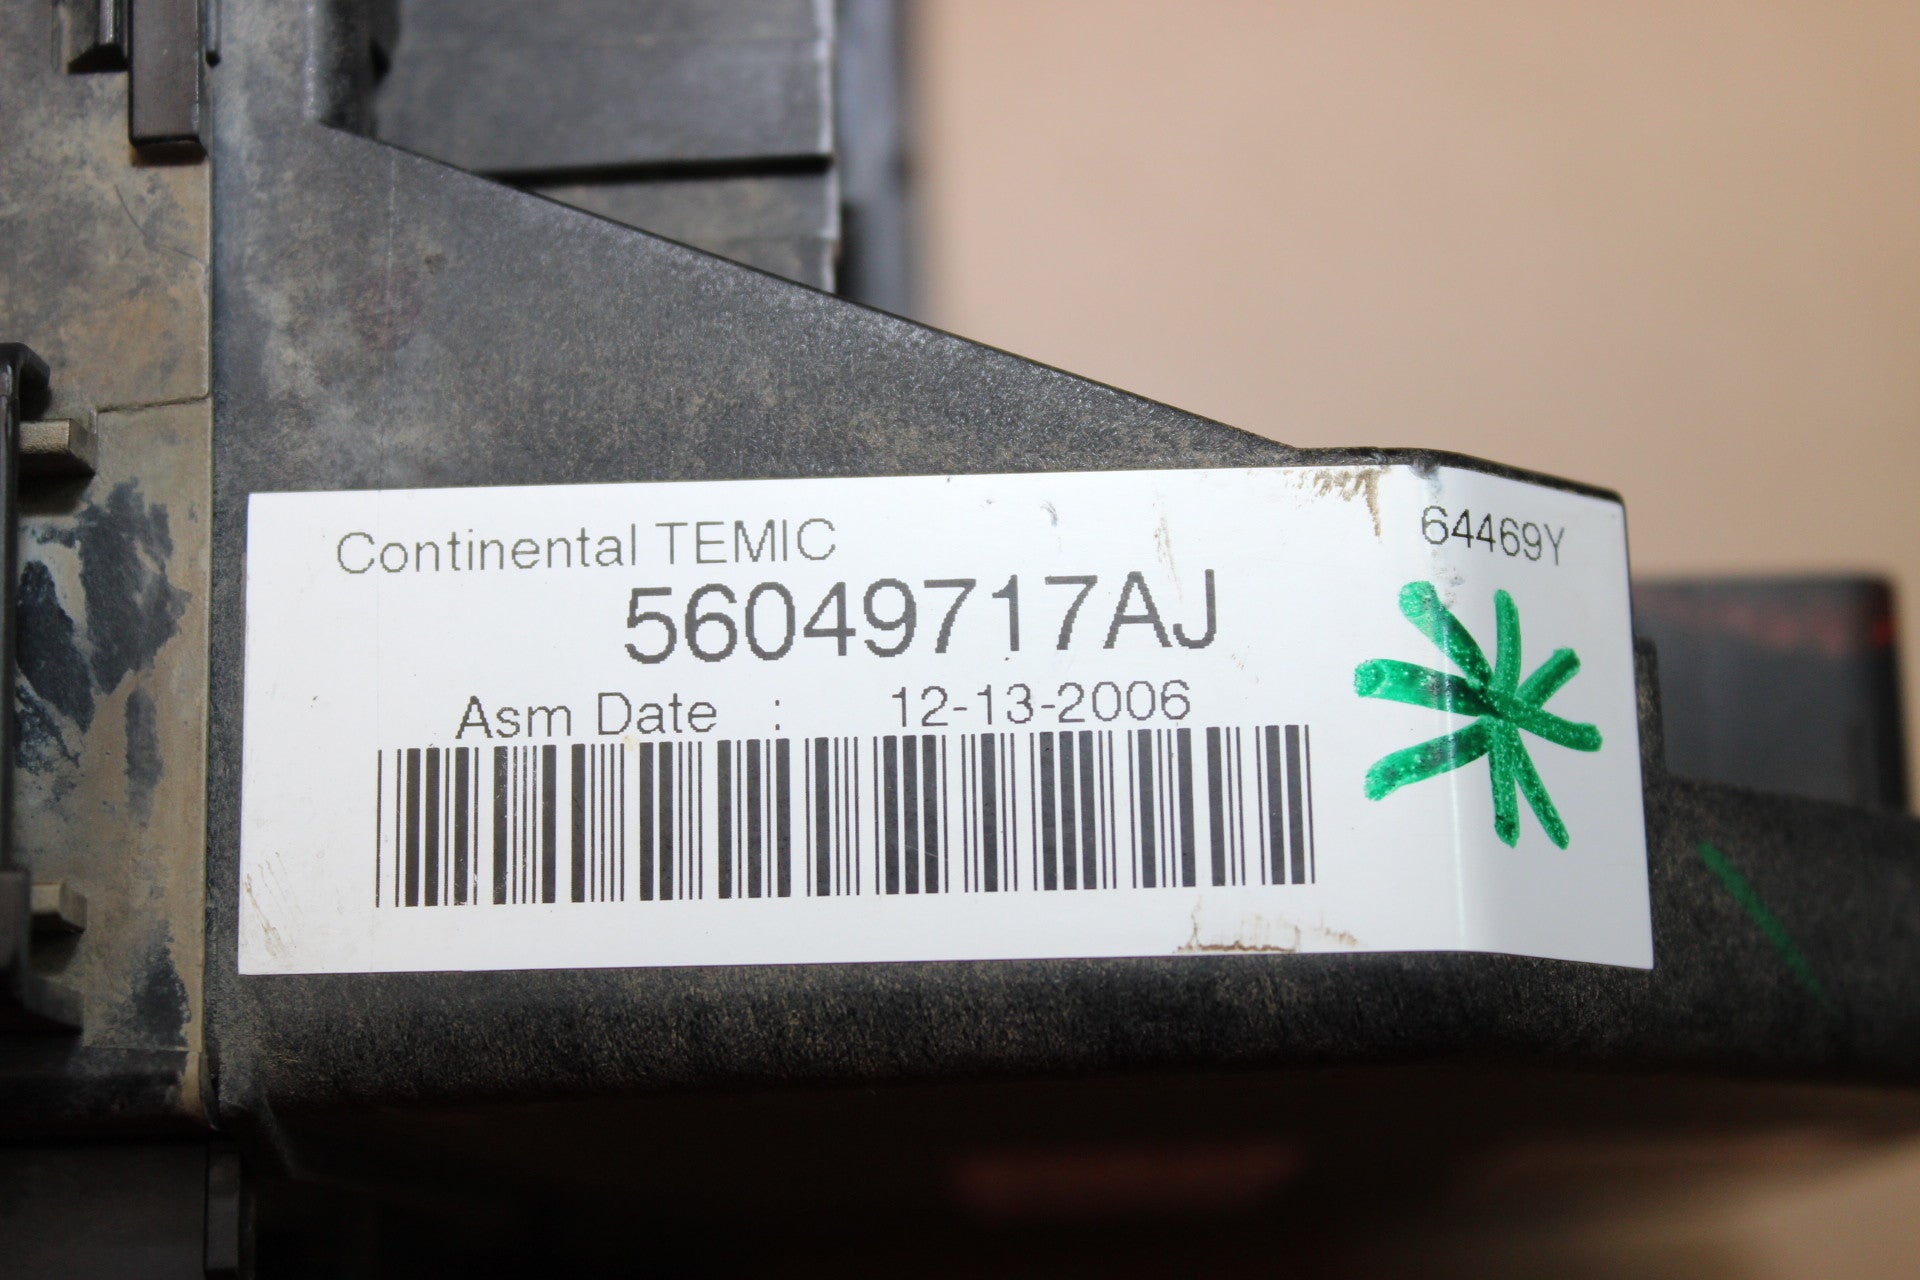 Continental TEMIC
64469Y
56049717AJ
Asm Date : 12-13-2006